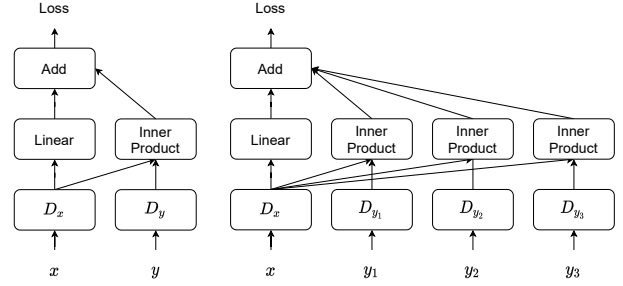 Loss Loss
Add Add
Linear Inner Product Linear Inner Product Inner Product Inner Product
D_x D_y D_x D_{y_1} D_{y_2} D_{y_3}
x y x y_1 y_2 y_3